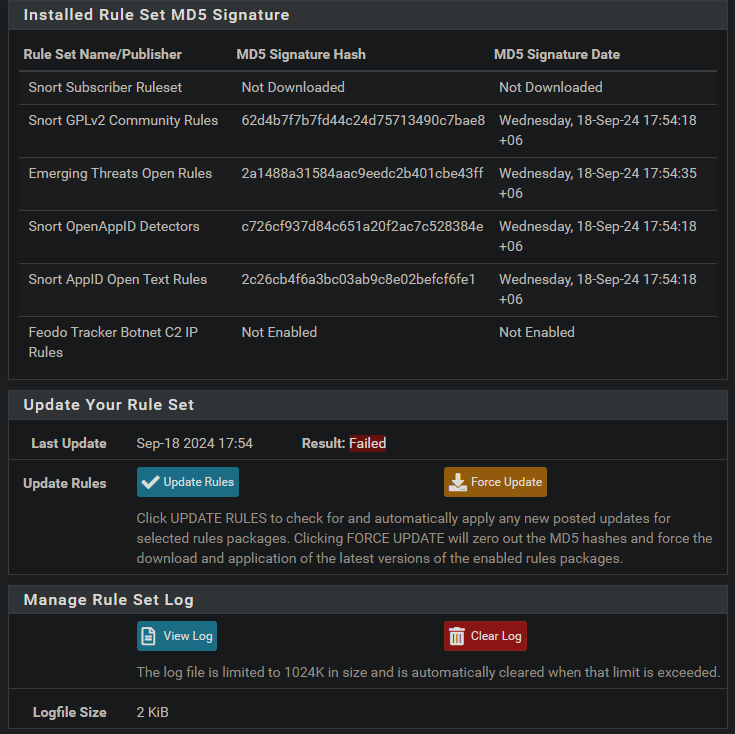 Installed Rule Set MD5 Signature
Rule Set Name/Publisher MD5 Signature Hash MD5 Signature Date
Snort Subscriber Ruleset Not Downloaded Not Downloaded
Snort GPLv2 Community Rules 62d4b7f7b7fd44c24d75713490c7bae8 Wednesday, 18-Sep-24 17:54:18
+06
Emerging Threats Open Rules 2a1488a31584aac9eedc2b401cbe43ff Wednesday, 18-Sep-24 17:54:35
+06
Snort OpenAppID Detectors c726cf937d84c651a20f2ac7c528384e Wednesday, 18-Sep-24 17:54:18
+06
Snort AppID Open Text Rules 2c26cb4f6a3bc03ab9c8e02befcf6fe1 Wednesday, 18-Sep-24 17:54:18
+06
Feodo Tracker Botnet C2 IP Not Enabled Not Enabled
Rules
Update Your Rule Set
Last Update Sep-18 2024 17:54 Result: Failed
Update Rules Update Rules Force Update
Click UPDATE RULES to check for and automatically apply any new posted updates for
selected rules packages. Clicking FORCE UPDATE will zero out the MD5 hashes and force the
download and application of the latest versions of the enabled rules packages.
Manage Rule Set Log
View Log Clear Log
The log file is limited to 1024K in size and is automatically cleared when that limit is exceeded.
Logfile Size 2 KiB